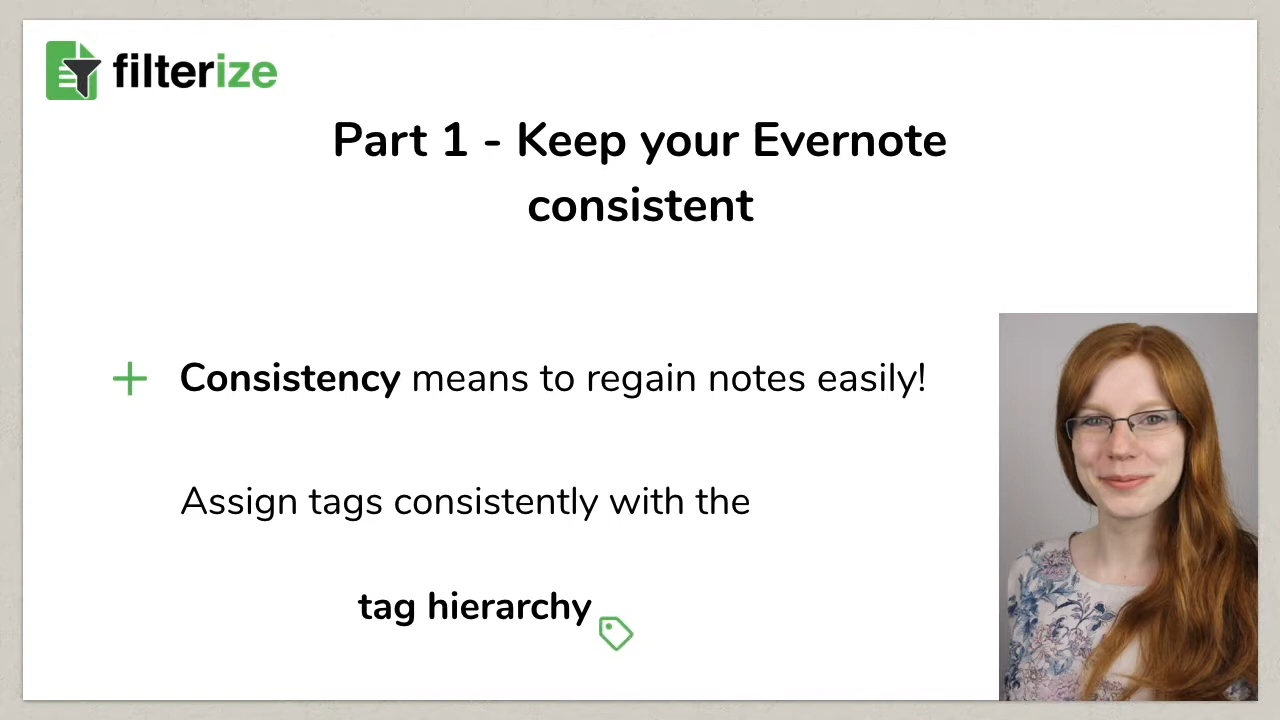 filterize
Part 1 - Keep your Evernote
consistent
Consistency means to regain notes easily!
Assign tags consistently with the
tag hierarchy